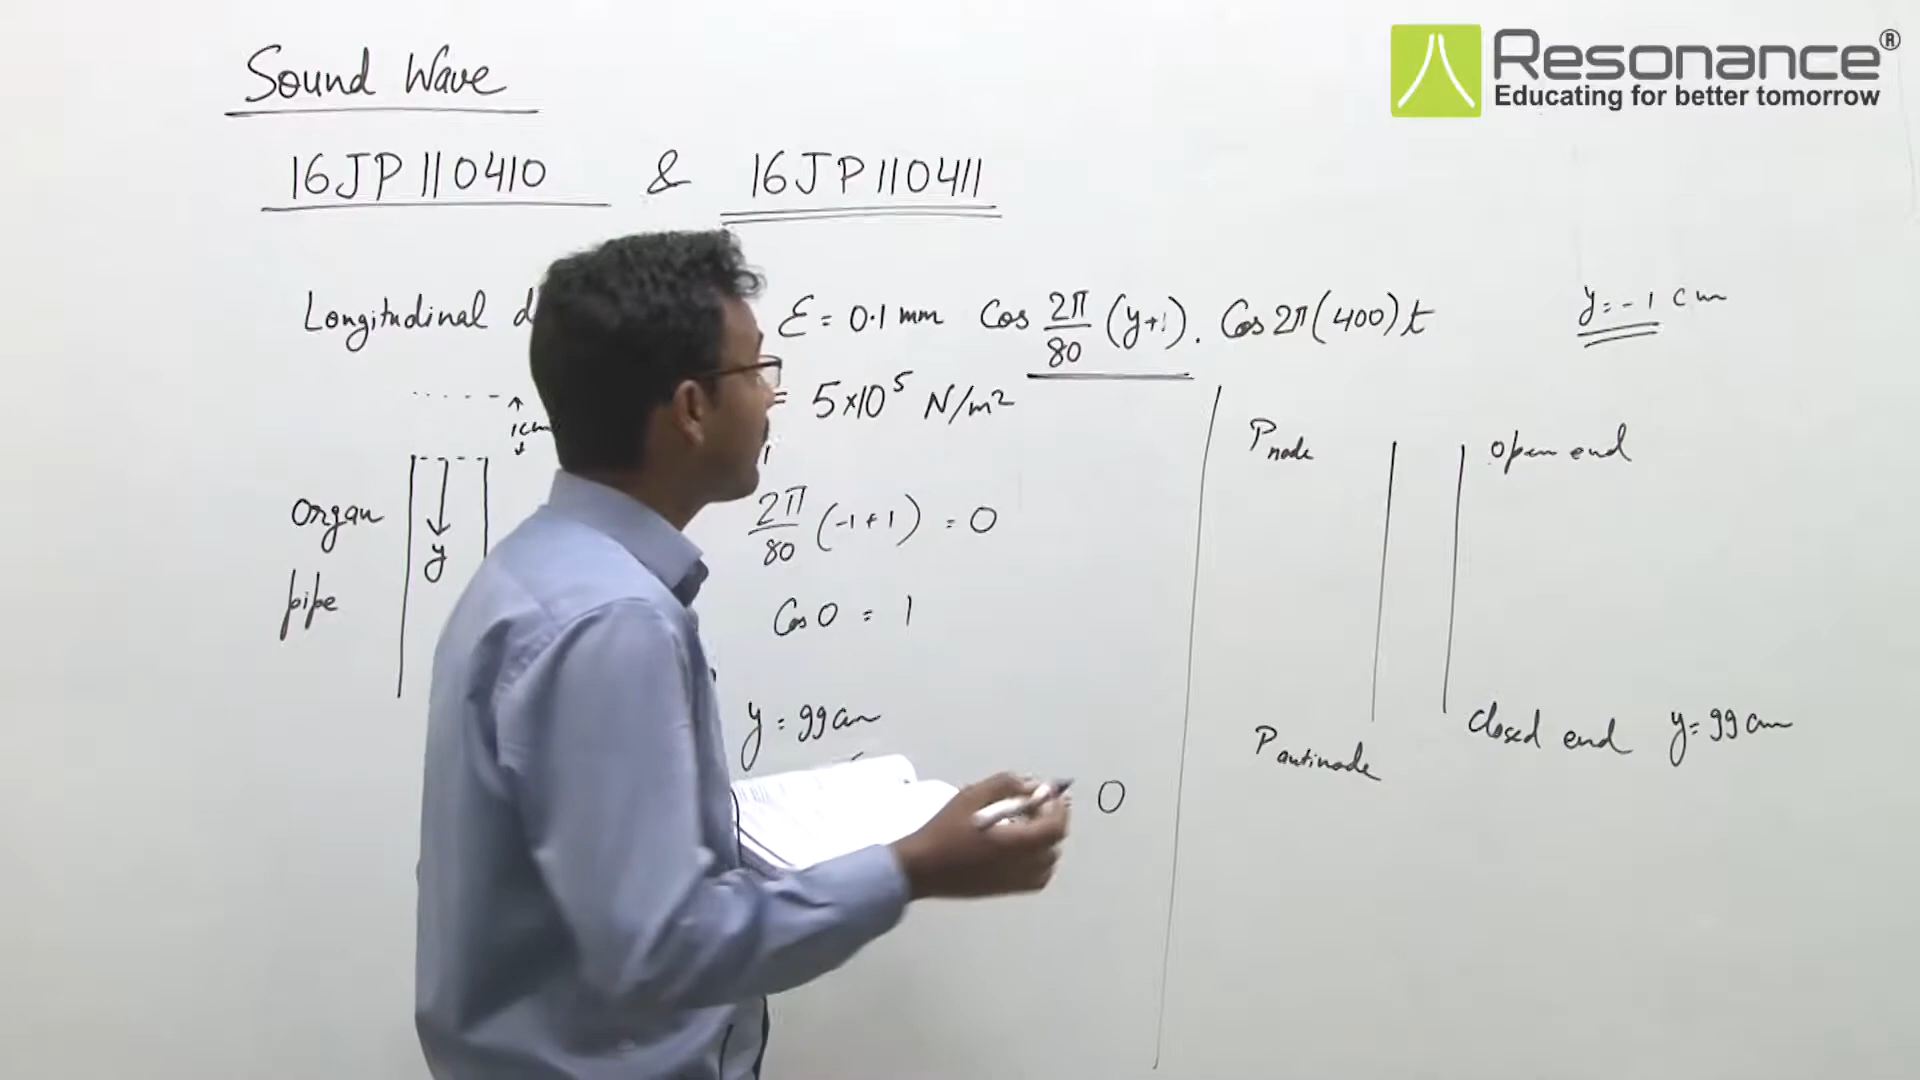 Resonance®
Educating for better tomorrow
Sound Wave
16JP110410 & 16JP110411
Longitudinal d
ε = 0.1 mm Cos 2π/80 (y+1). Cos 2π(400)t
y = -1 cm
= 5×10⁵ N/m²
1cm
Organ
pipe
y
2π/80 (-1+1) = 0
Cos 0 = 1
y = 99 cm
0
Pnode
open end
closed end y = 99 cm
Pantinode